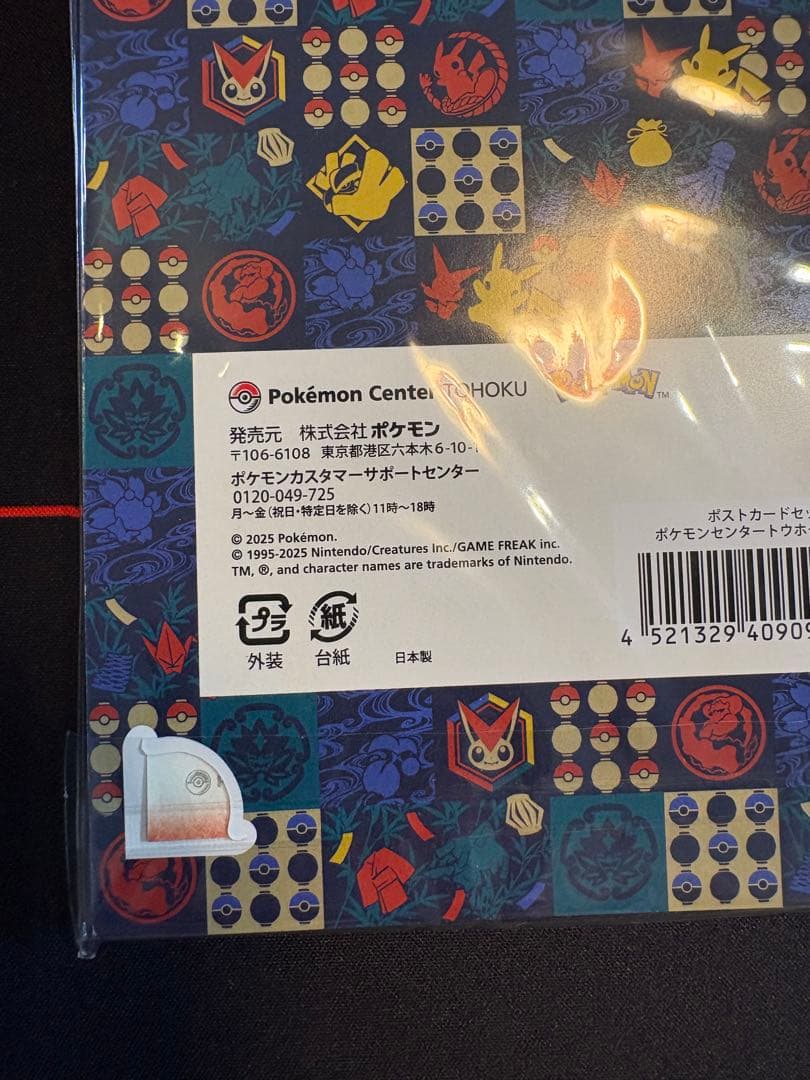 Pokémon Center TOHOKU
発売元 株式会社ポケモン
〒106-6108 東京都港区六本木6-10-1
ポケモンカスタマーサポートセンター
0120-049-725
月〜金(祝日・特定日を除く)11時〜18時
© 2025 Pokémon.
© 1995-2025 Nintendo/Creatures Inc./GAME FREAK inc.
TM, ®, and character names are trademarks of Nintendo.
プラ
外装
紙
台紙
日本製
ポストカードセッ
ポケモンセンタートウホー
4 521329 40909